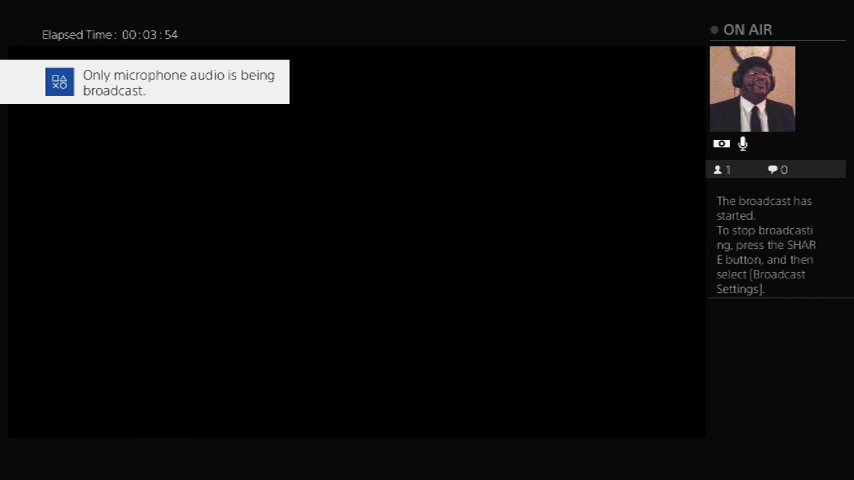 Elapsed Time : 00:03:54
ON AIR
Only microphone audio is being
broadcast.
1 0
The broadcast has
started.
To stop broadcasti
ng, press the SHAR
E button, and then
select [Broadcast
Settings].